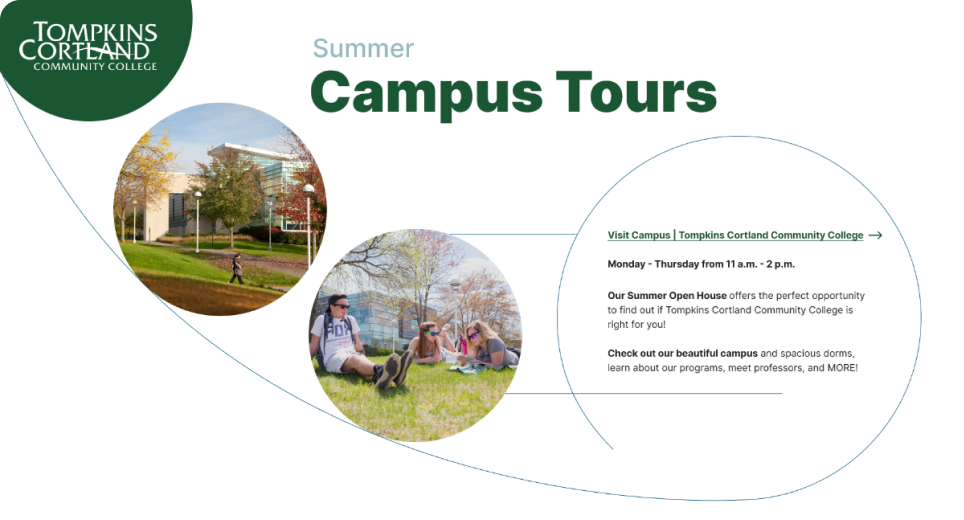 TOMPKINS
CORTLAND
COMMUNITY COLLEGE
Summer
Campus Tours
Visit Campus | Tompkins Cortland Community College →
Monday - Thursday from 11 a.m. - 2 p.m.
Our Summer Open House offers the perfect opportunity
to find out if Tompkins Cortland Community College is
right for you!
Check out our beautiful campus and spacious dorms,
learn about our programs, meet professors, and MORE!